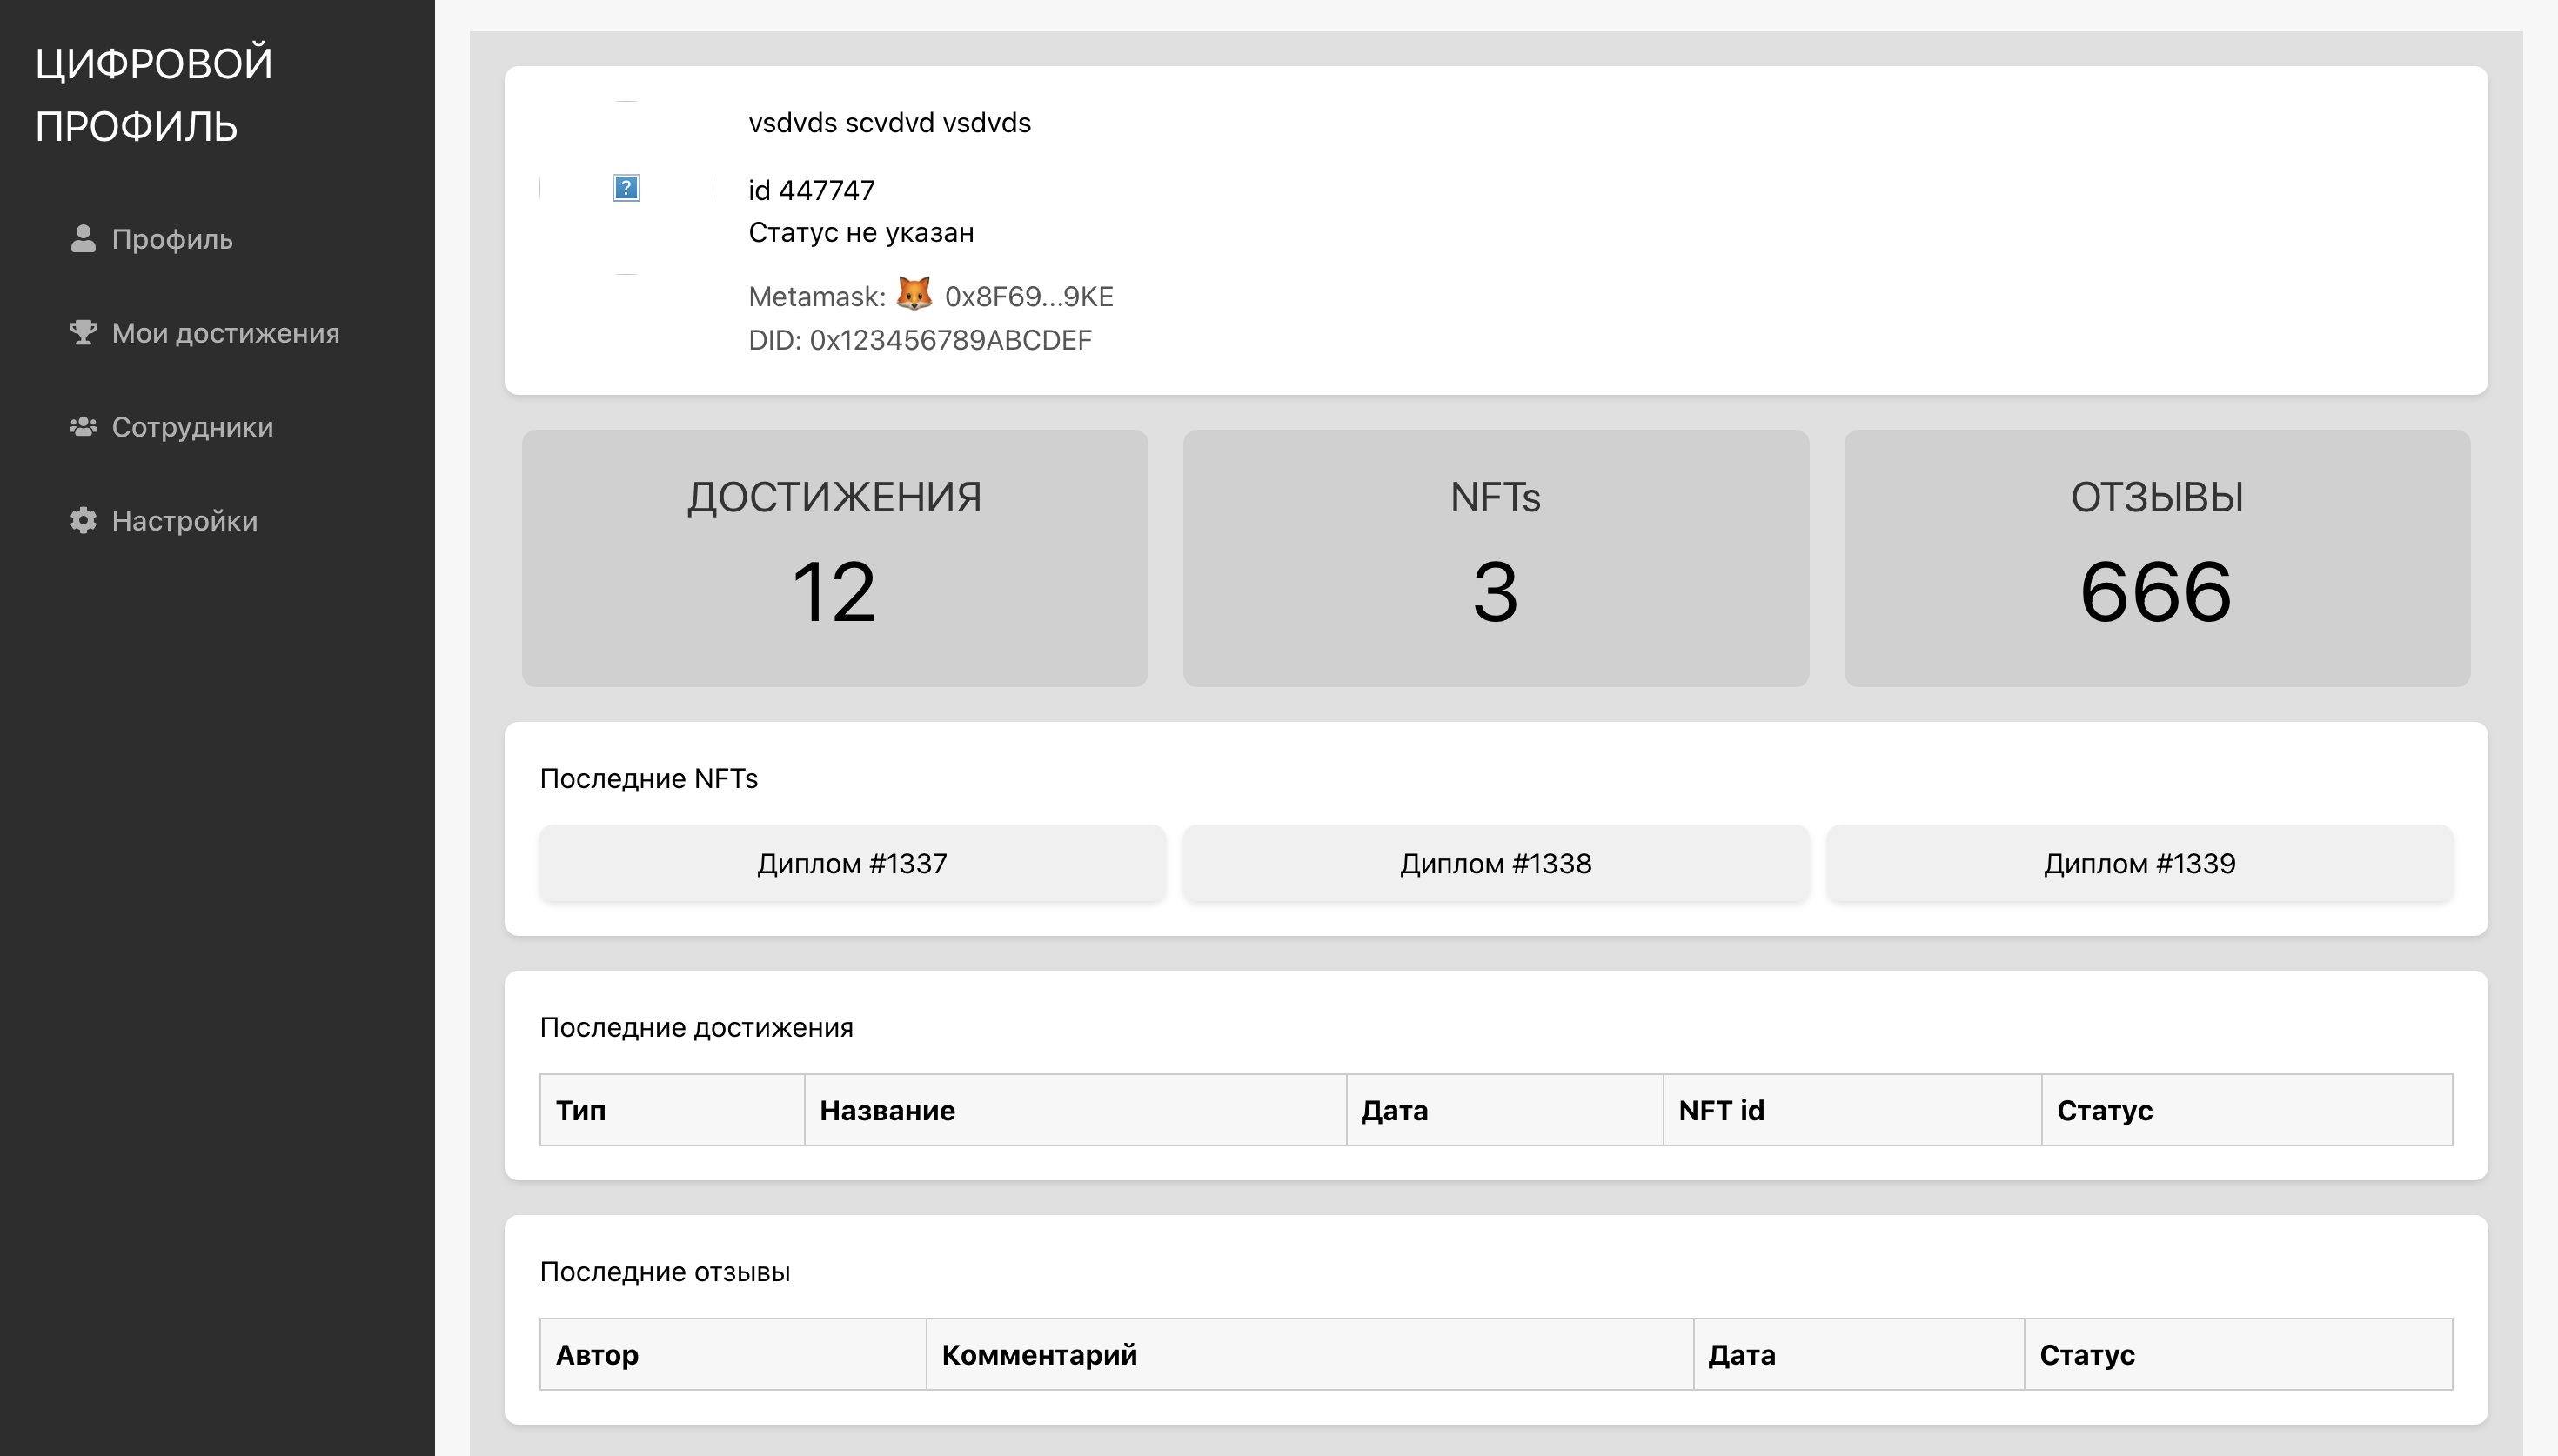 ЦИФРОВОЙ
ПРОФИЛЬ
Профиль
Мои достижения
Сотрудники
Настройки
vsdvds scvdvd vsdvds
id 447747
Статус не указан
Metamask: 🦊 0x8F69...9KE
DID: 0x123456789ABCDEF
ДОСТИЖЕНИЯ
12
NFTs
3
ОТЗЫВЫ
666
Последние NFTs
Диплом #1337
Диплом #1338
Диплом #1339
Последние достижения
Тип Название Дата NFT id Статус
Последние отзывы
Автор Комментарий Дата Статус